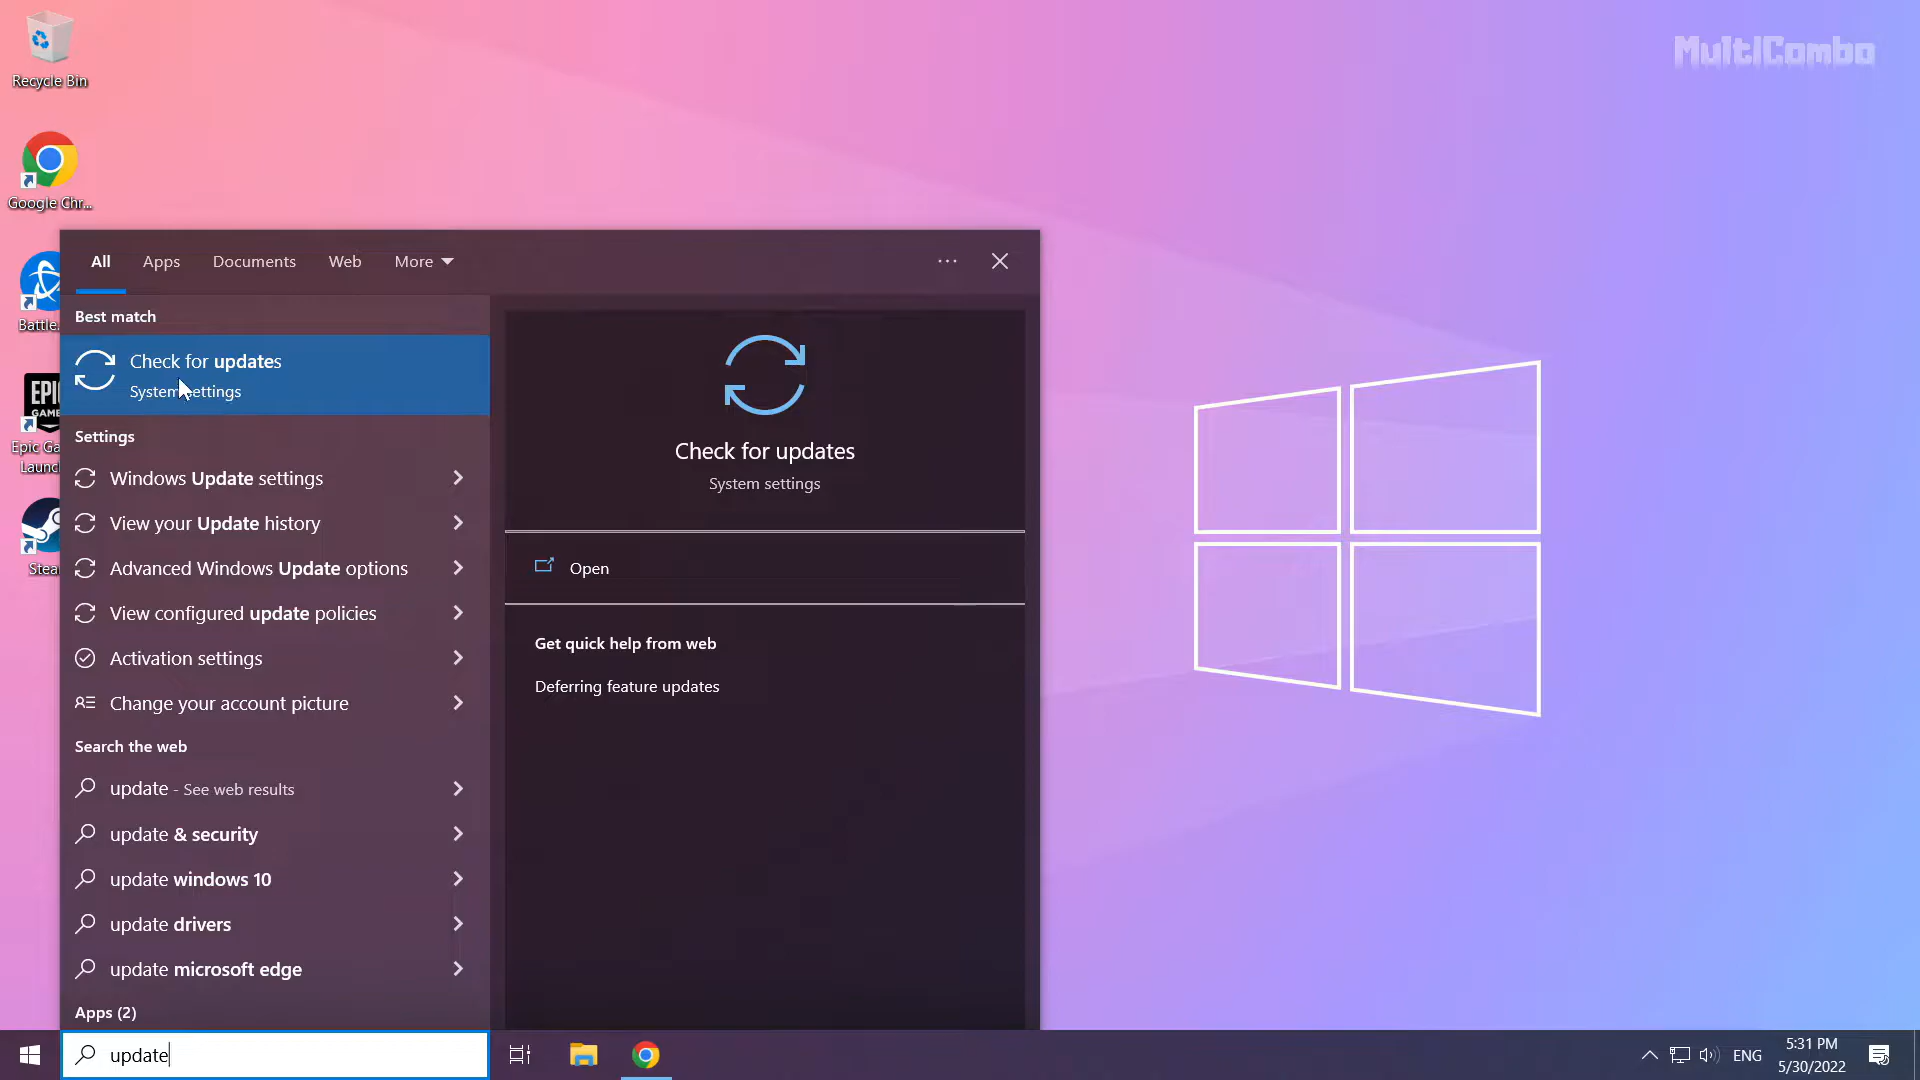 MultiCombo
Recycle Bin
Google Chr...
Battle.
EPIC
GAM
Epic Ga
Launc
Stea
All
Apps
Documents
Web
More
Best match
Check for updates
System settings
Settings
Windows Update settings
View your Update history
Advanced Windows Update options
View configured update policies
Activation settings
Change your account picture
Search the web
update - See web results
update & security
update windows 10
update drivers
update microsoft edge
Apps (2)
update
Check for updates
System settings
Open
Get quick help from web
Deferring feature updates
ENG
5:31 PM
5/30/2022